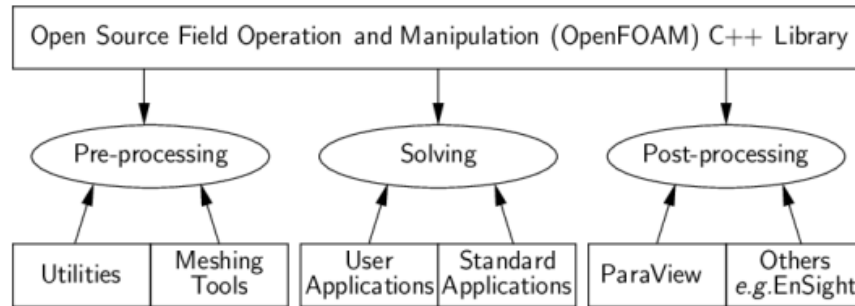 Open Source Field Operation and Manipulation (OpenFOAM) C++ Library
Pre-processing
Solving
Post-processing
Utilities
Meshing
Tools
User
Applications
Standard
Applications
ParaView
Others
e.g.EnSight